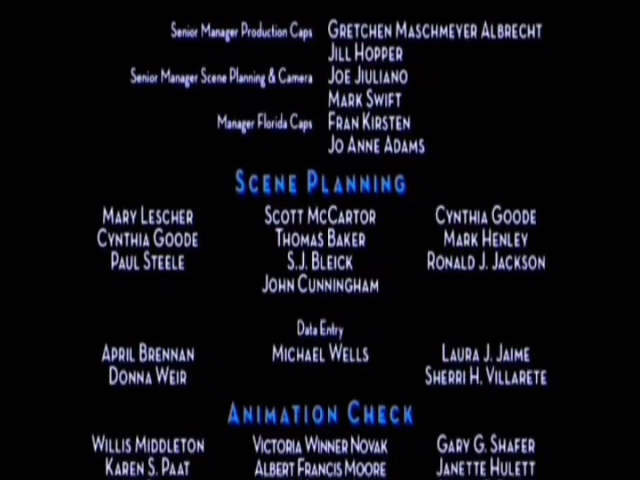 Senior Manager Production Caps GRETCHEN MASCHMEYER ALBRECHT
JILL HOPPER
Senior Manager Scene Planning & Camera JOE JIULIANO
MARK SWIFT
Manager Florida Caps FRAN KIRSTEN
JO ANNE ADAMS
SCENE PLANNING
MARY LESCHER SCOTT MCCARTOR CYNTHIA GOODE
CYNTHIA GOODE THOMAS BAKER MARK HENLEY
PAUL STEELE S.J. BLEICK RONALD J. JACKSON
JOHN CUNNINGHAM
Data Entry
APRIL BRENNAN MICHAEL WELLS LAURA J. JAIME
DONNA WEIR SHERRI H. VILLARETE
ANIMATION CHECK
WILLIS MIDDLETON VICTORIA WINNER NOVAK GARY G. SHAFER
KAREN S. PAAT ALBERT FRANCIS MOORE JANETTE HULETT